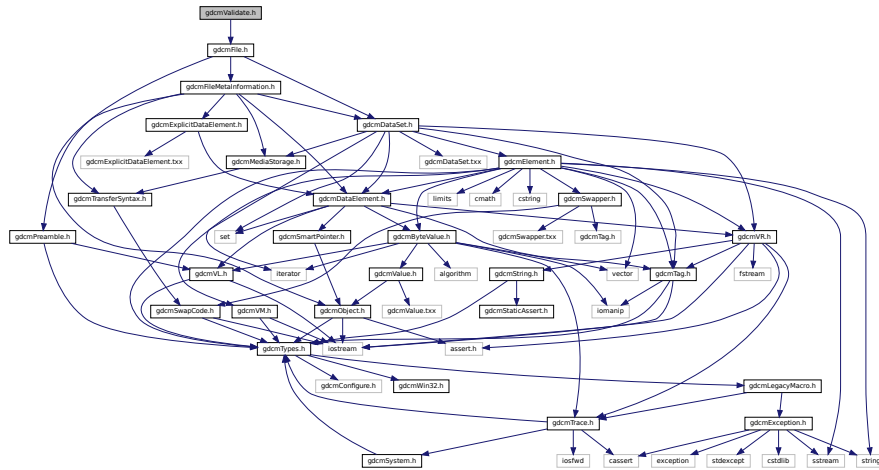 gdcmValidate.h
gdcmFile.h
gdcmFileMetaInformation.h
gdcmExplicitDataElement.h
gdcmDataSet.h
gdcmExplicitDataElement.txx
gdcmMediaStorage.h
gdcmDataSet.txx
gdcmElement.h
gdcmTransferSyntax.h
gdcmDataElement.h
limits
cmath
cstring
gdcmSwapper.h
gdcmPreamble.h
set
gdcmSmartPointer.h
gdcmByteValue.h
gdcmSwapper.txx
gdcmTag.h
gdcmVR.h
gdcmVL.h
iterator
gdcmValue.h
algorithm
gdcmString.h
vector
gdcmTag.h
fstream
gdcmSwapCode.h
gdcmVM.h
gdcmObject.h
gdcmValue.txx
gdcmStaticAssert.h
iomanip
gdcmTypes.h
iostream
assert.h
gdcmConfigure.h
gdcmWin32.h
gdcmLegacyMacro.h
gdcmTrace.h
gdcmException.h
gdcmSystem.h
iosfwd
cassert
exception
stdexcept
cstdlib
sstream
string